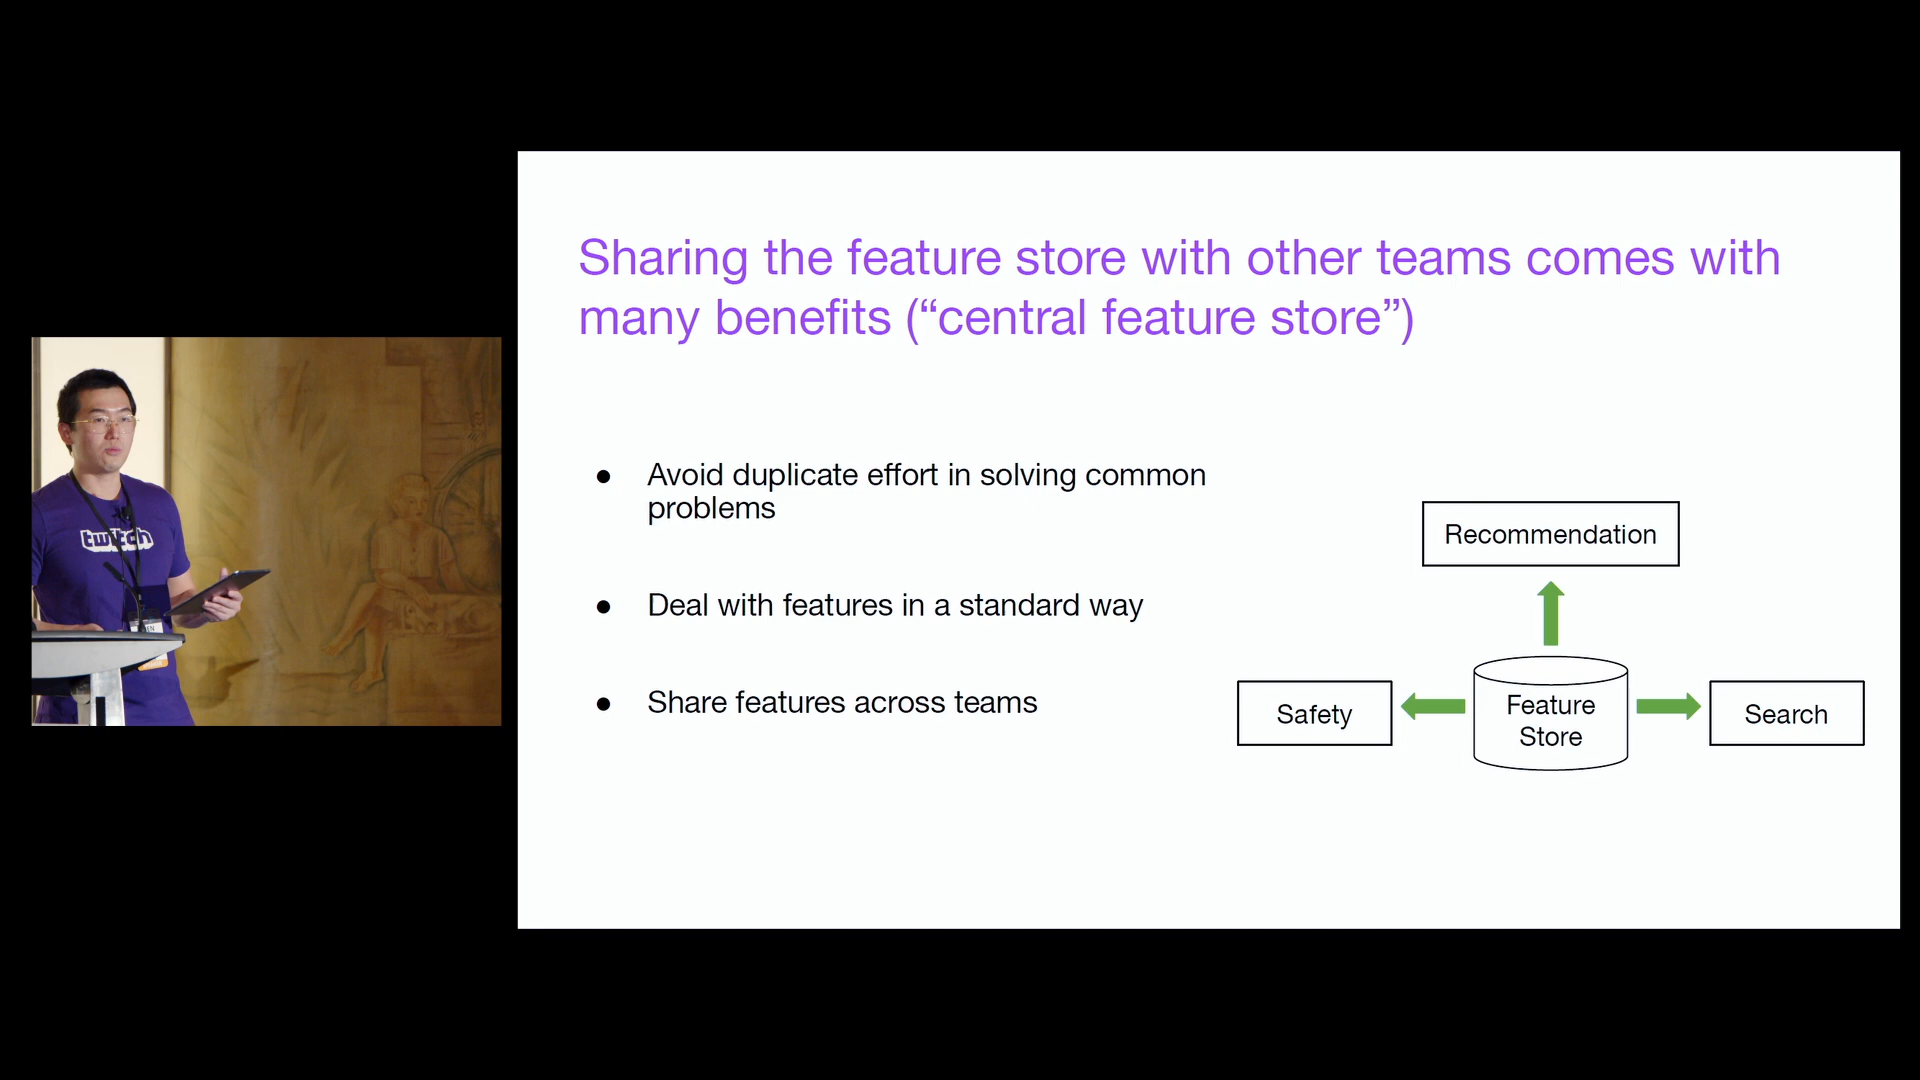 Sharing the feature store with other teams comes with
many benefits (“central feature store”)
● Avoid duplicate effort in solving common
problems
● Deal with features in a standard way
● Share features across teams
Recommendation
Safety
Feature
Store
Search
twitch